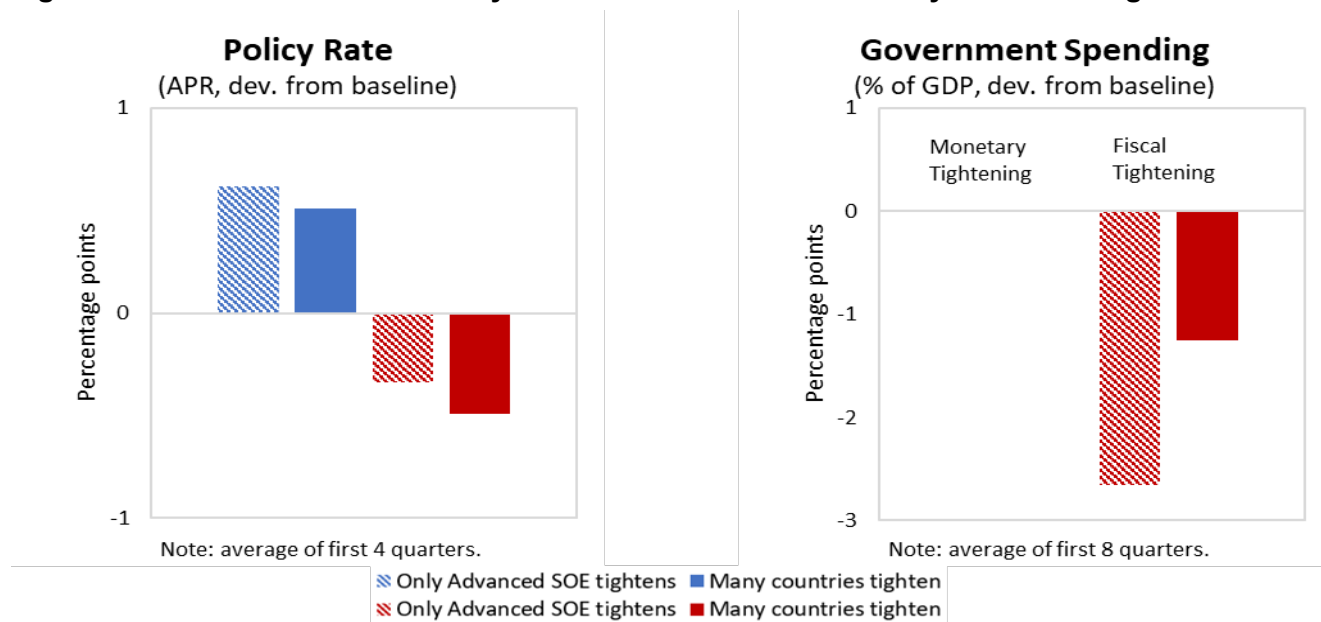 Policy Rate
(APR, dev. from baseline)
1
0
-1
Percentage points
Note: average of first 4 quarters.
Government Spending
(% of GDP, dev. from baseline)
1
0
-1
-2
-3
Percentage points
Monetary
Tightening
Fiscal
Tightening
Note: average of first 8 quarters.
Only Advanced SOE tightens Many countries tighten
Only Advanced SOE tightens Many countries tighten